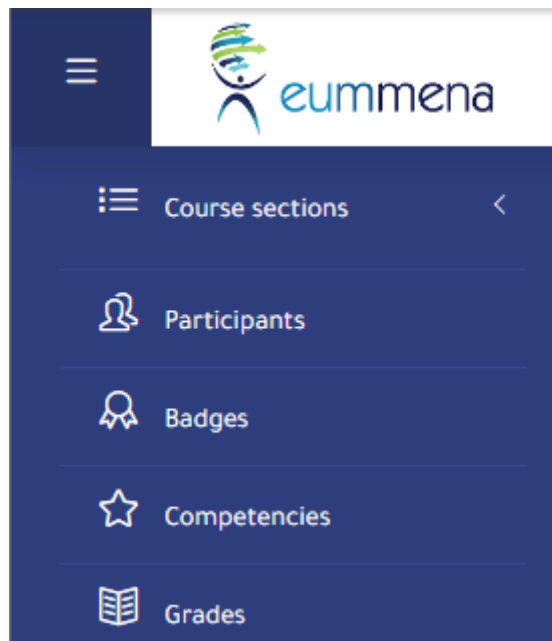 eummena
Course sections
Participants
Badges
Competencies
Grades